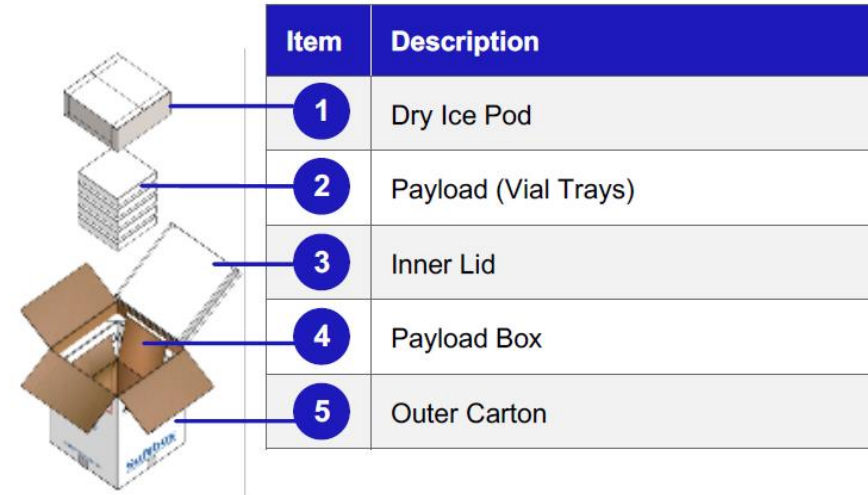 Item Description
1 Dry Ice Pod
2 Payload (Vial Trays)
3 Inner Lid
4 Payload Box
5 Outer Carton